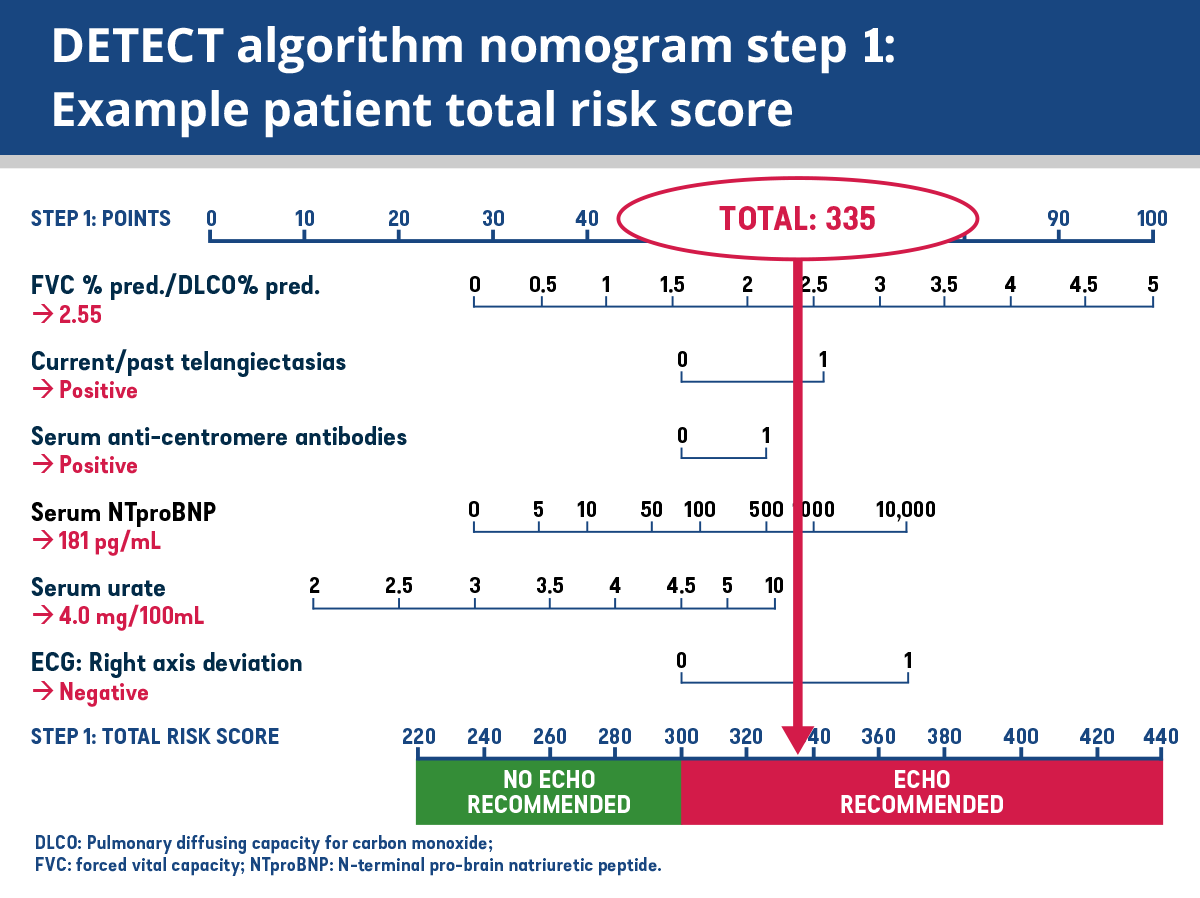 DETECT algorithm nomogram step 1:
Example patient total risk score
STEP 1: POINTS 0 10 20 30 40 TOTAL: 335 90 100
FVC % pred./DLCO% pred. 0 0.5 1 1.5 2 2.5 3 3.5 4 4.5 5
→ 2.55
Current/past telangiectasias 0 1
→ Positive
Serum anti-centromere antibodies 0 1
→ Positive
Serum NTproBNP 0 5 10 50 100 500 000 10,000
→ 181 pg/mL
Serum urate 2 2.5 3 3.5 4 4.5 5 10
→ 4.0 mg/100mL
ECG: Right axis deviation 0 1
→ Negative
STEP 1: TOTAL RISK SCORE 220 240 260 280 300 320 40 360 380 400 420 440
NO ECHO
RECOMMENDED
ECHO
RECOMMENDED
DLCO: Pulmonary diffusing capacity for carbon monoxide;
FVC: forced vital capacity; NTproBNP: N-terminal pro-brain natriuretic peptide.